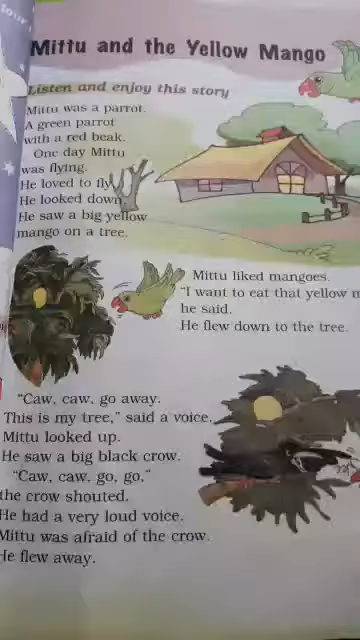 Mittu and the Yellow Mango
Listen and enjoy this story
Mittu was a parrot.
A green parrot
with a red beak.
One day Mittu
was flying.
He loved to fly.
He looked down.
He saw a big yellow
mango on a tree.
Mittu liked mangoes.
"I want to eat that yellow
he said.
He flew down to the tree.
"Caw, caw, go away.
This is my tree," said a voice.
Mittu looked up.
He saw a big black crow.
"Caw, caw, go, go,"
the crow shouted.
He had a very loud voice.
Mittu was afraid of the crow.
He flew away.